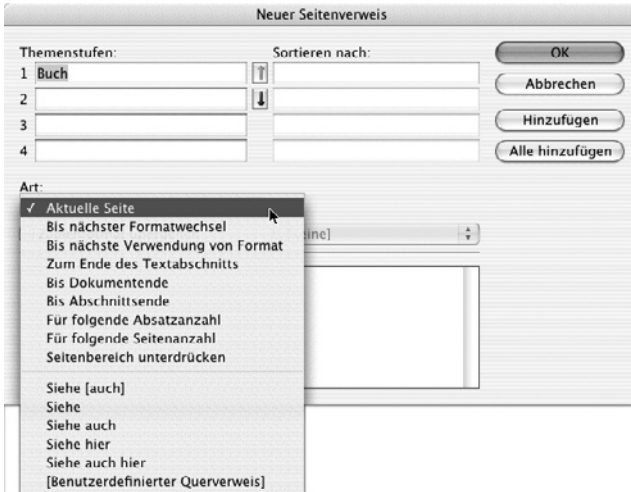 Neuer Seitenverweis
Themenstufen: Sortieren nach:
1 Buch
2
3
4
OK
Abbrechen
Hinzufügen
Alle hinzufügen
Art:
✓ Aktuelle Seite
Bis nächster Formatwechsel
Bis nächste Verwendung von Format
Zum Ende des Textabschnitts
Bis Dokumentende
Bis Abschnittsende
Für folgende Absatzanzahl
Für folgende Seitenanzahl
Seitenbereich unterdrücken
Siehe [auch]
Siehe
Siehe auch
Siehe hier
Siehe auch hier
[Benutzerdefinierter Querverweis]